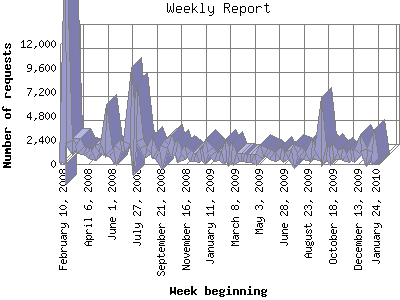 Weekly Report
Number of requests
12,000
9,600
7,200
4,800
2,400
0
February 10, 2008
April 6, 2008
June 1, 2008
July 27, 2008
September 21, 2008
November 16, 2008
January 11, 2009
March 8, 2009
May 3, 2009
June 28, 2009
August 23, 2009
October 18, 2009
December 13, 2009
January 24, 2010
Week beginning